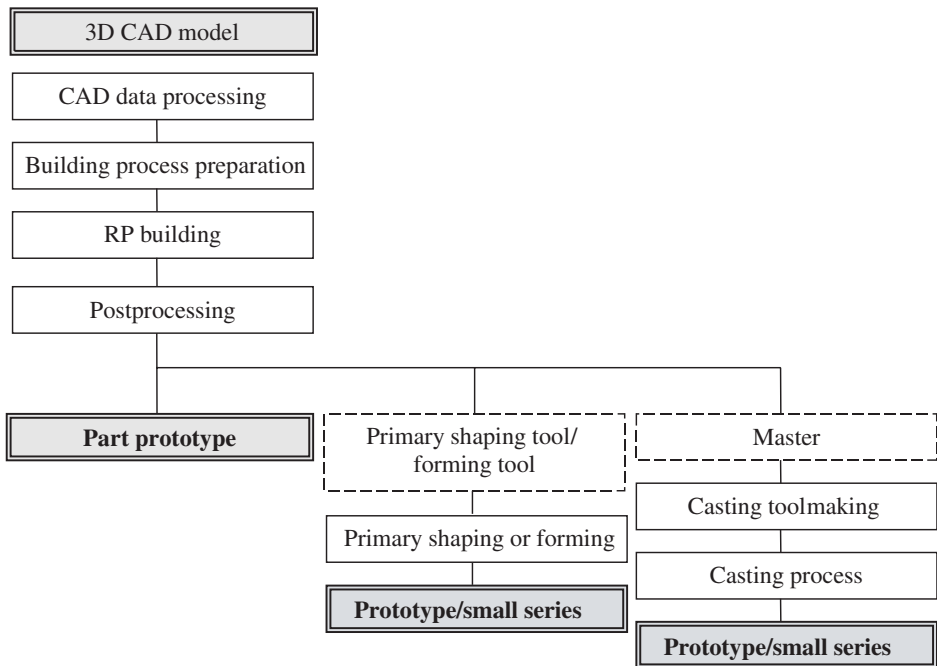 3D CAD model
CAD data processing
Building process preparation
RP building
Postprocessing
Part prototype
Primary shaping tool/
forming tool
Primary shaping or forming
Prototype/small series
Master
Casting toolmaking
Casting process
Prototype/small series